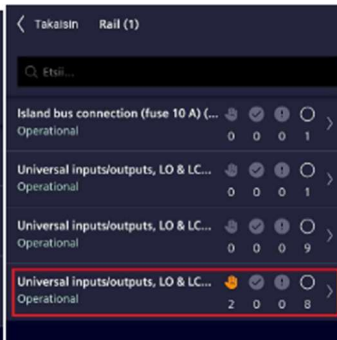 Takaisin Rail (1)
Etsii...
Island bus connection (fuse 10 A) (...
Operational
0 0 0 1
Universal inputs/outputs, LO & LC...
Operational
0 0 0 1
Universal inputs/outputs, LO & LC...
Operational
0 0 0 9
Universal inputs/outputs, LO & LC...
Operational
2 0 0 8